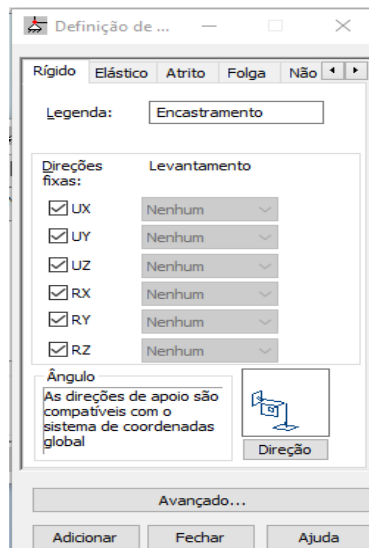 Definição de ...
Rígido Elástico Atrito Folga Não
Legenda: Encastramento
Direções fixas: Levantamento
UX Nenhum
UY Nenhum
UZ Nenhum
RX Nenhum
RY Nenhum
RZ Nenhum
Ângulo
As direções de apoio são
compatíveis com o
sistema de coordenadas
global
Direção
Avançado...
Adicionar Fechar Ajuda